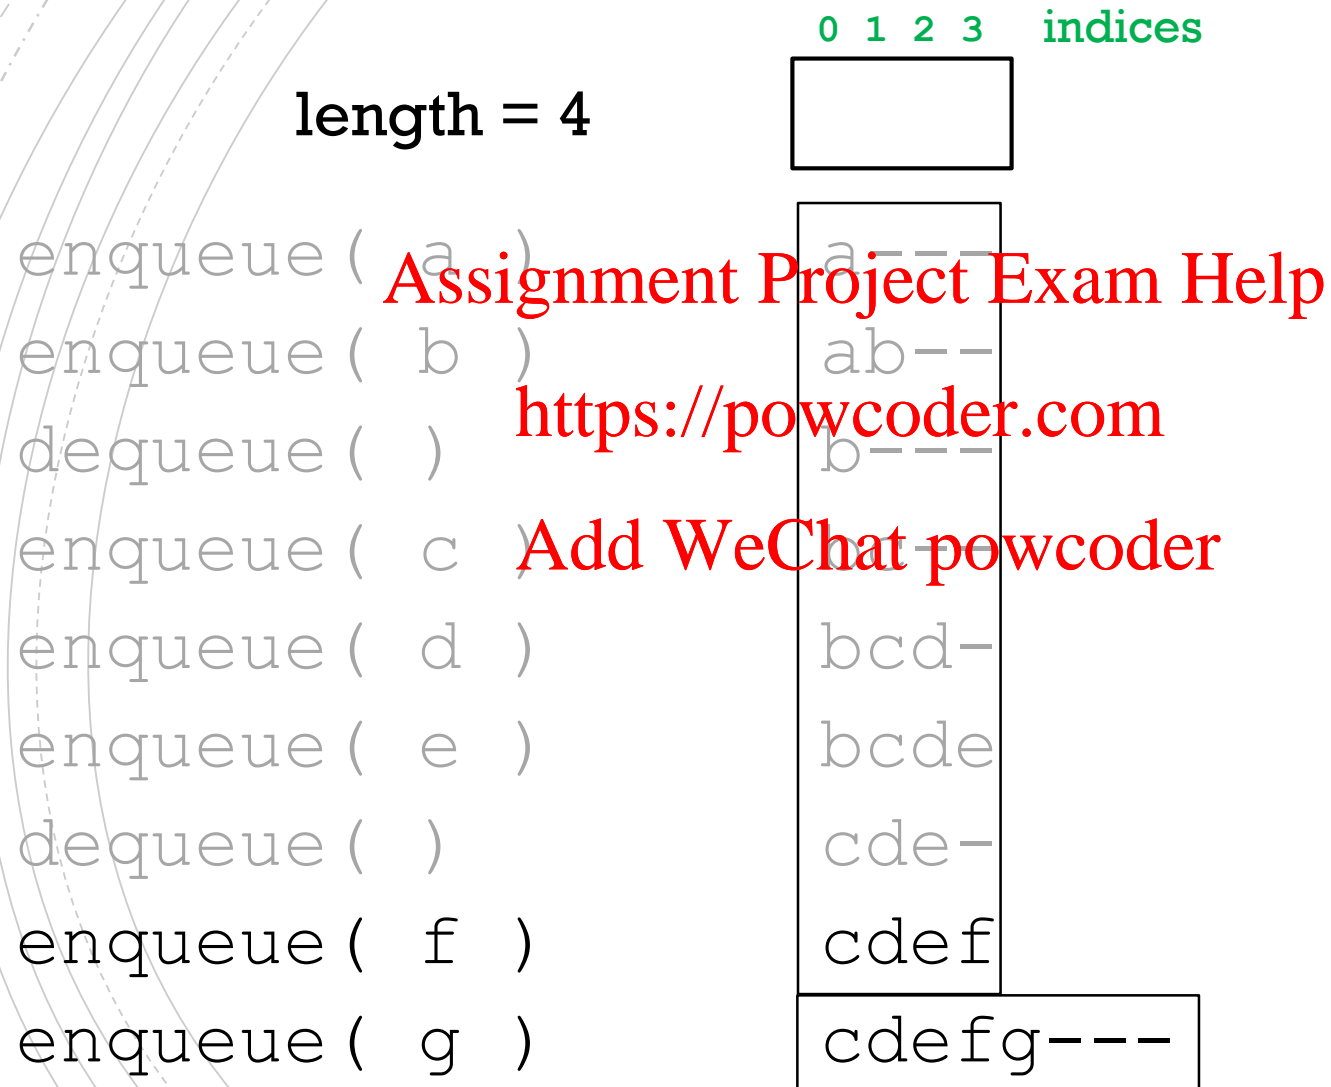 0 1 2 3 indices
length = 4
enqueue( a ) a---
Assignment Project Exam Help
enqueue( b ) ab--
https://powcoder.com
dequeue( ) b---
enqueue( c ) bc--
Add WeChat powcoder
enqueue( d ) bcd-
enqueue( e ) bcde
dequeue( ) cde-
enqueue( f ) cdef
enqueue( g ) cdefg---